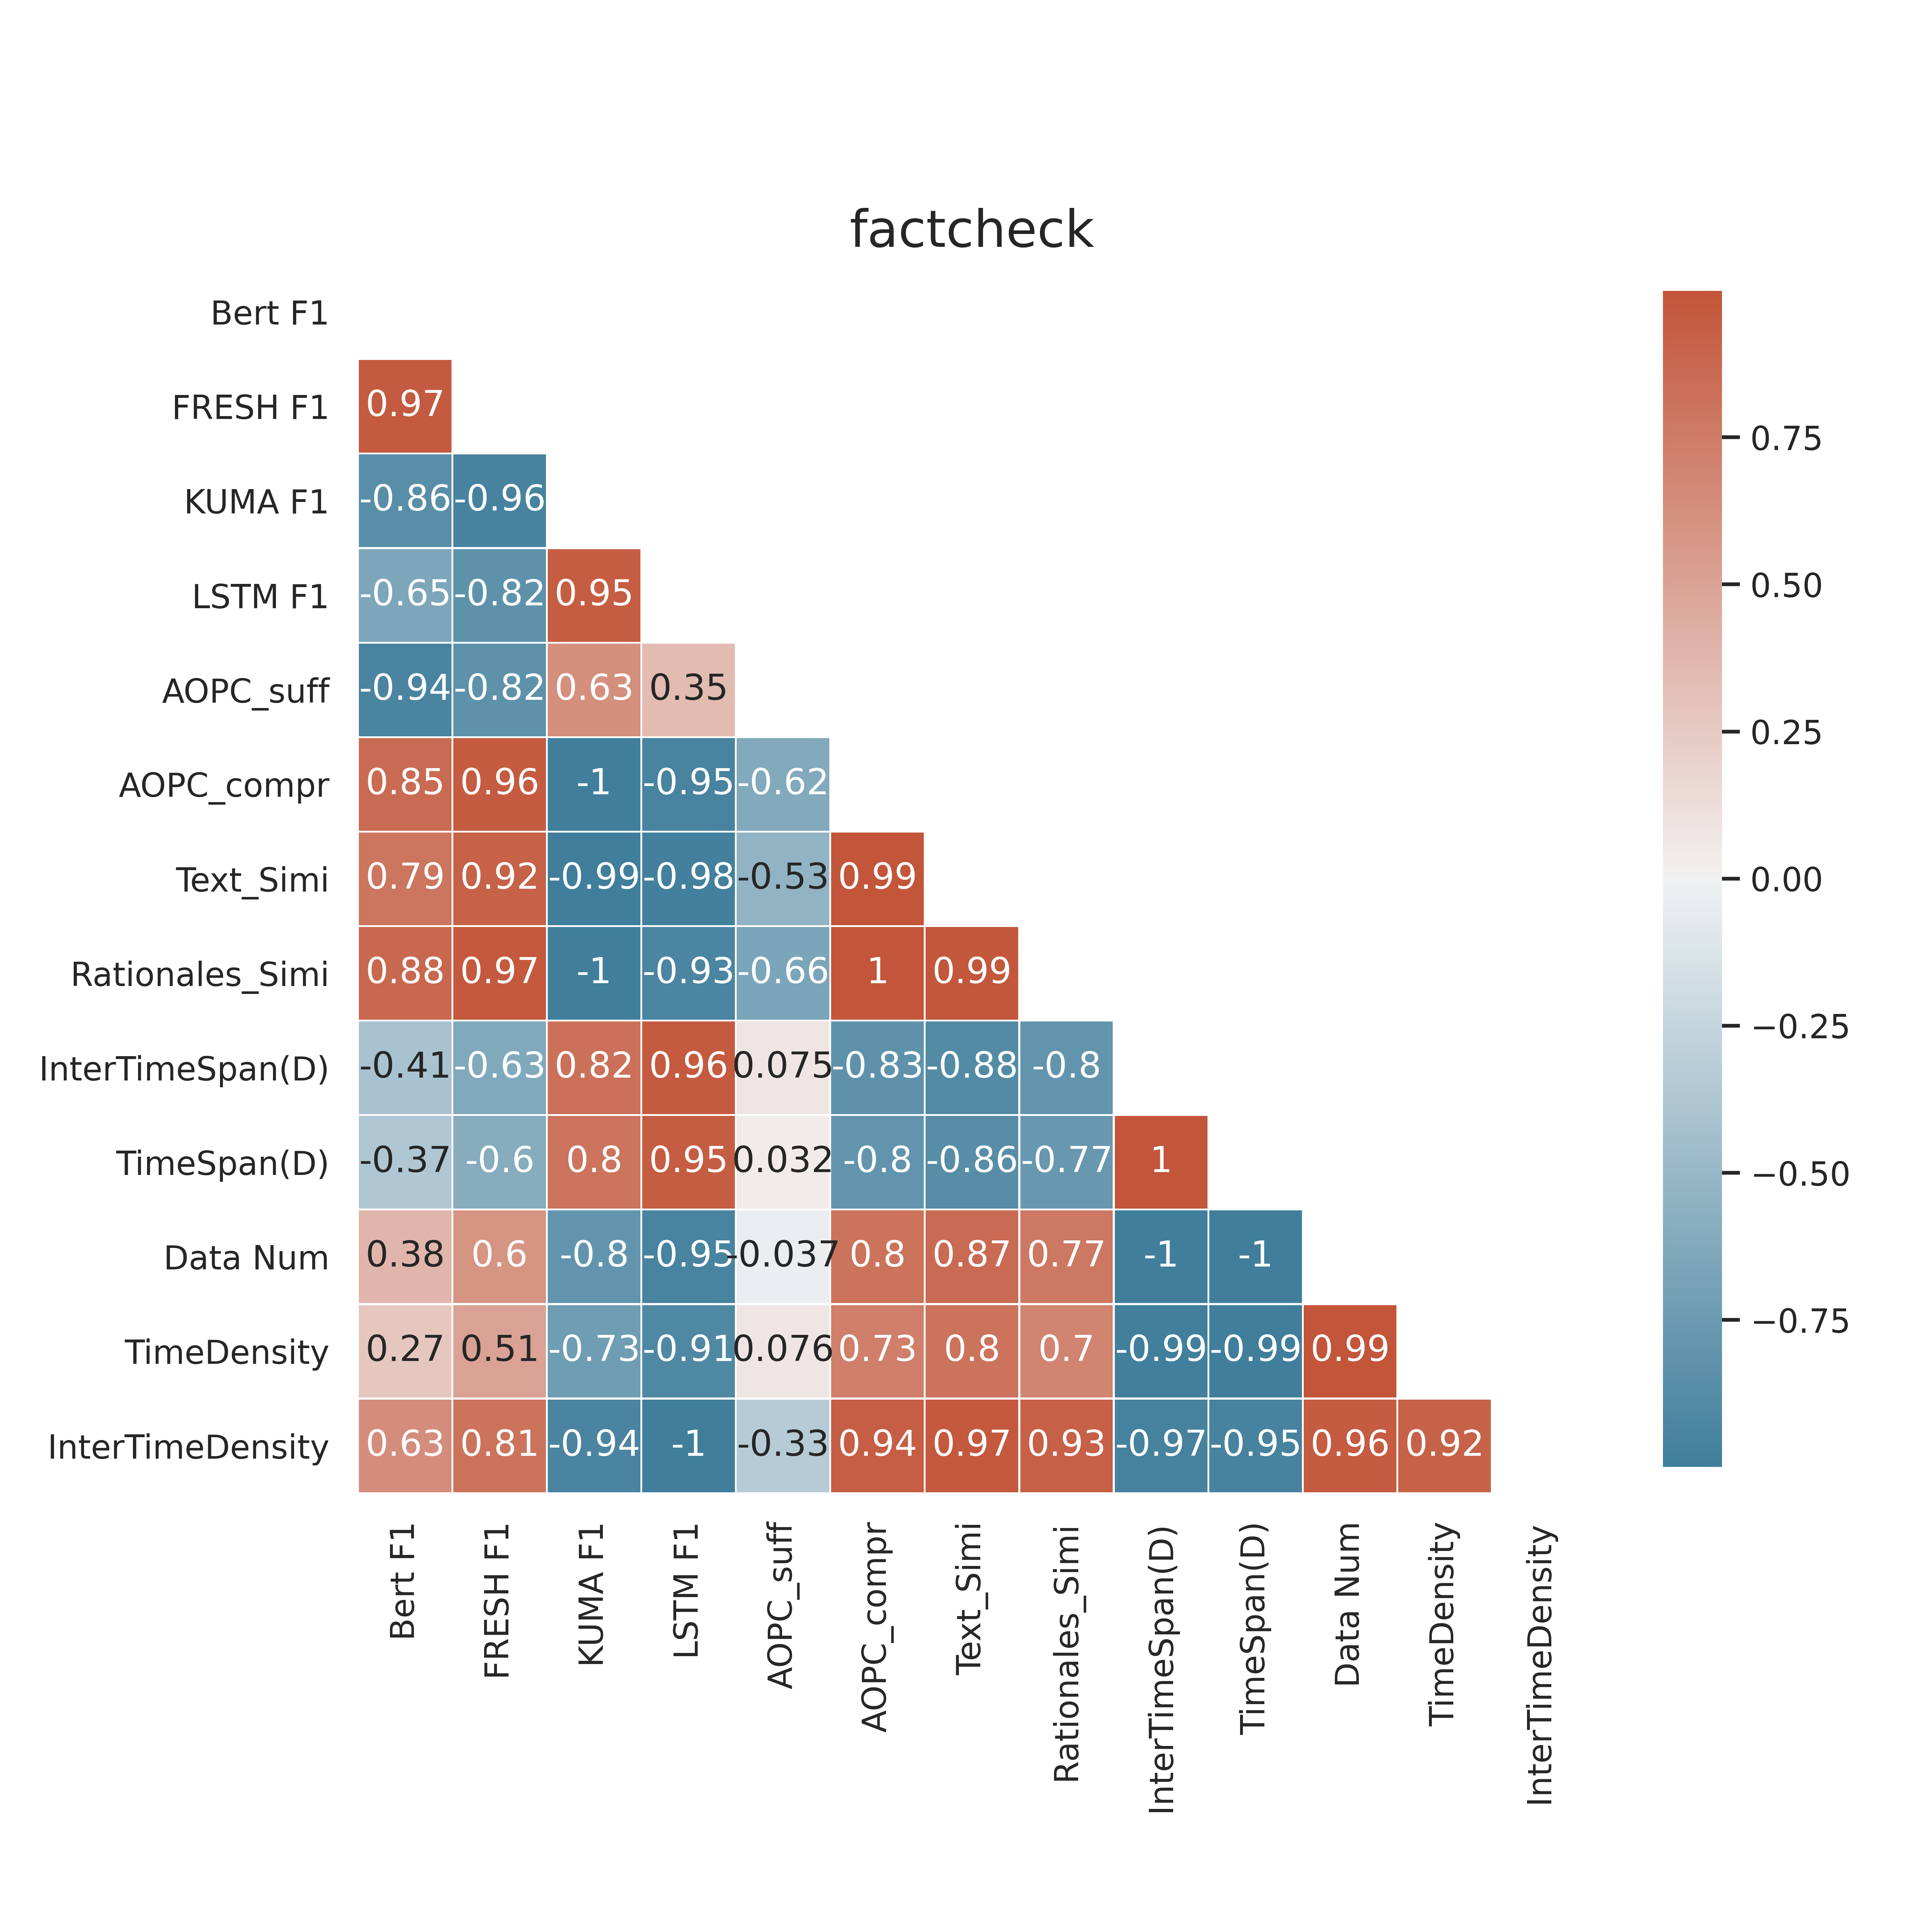 factcheck
Bert F1
FRESH F1 0.97
KUMA F1 -0.86 -0.96
LSTM F1 -0.65 -0.82 0.95
AOPC_suff -0.94 -0.82 0.63 0.35
AOPC_compr 0.85 0.96 -1 -0.95 -0.62
Text_Simi 0.79 0.92 -0.99 -0.98 -0.53 0.99
Rationales_Simi 0.88 0.97 -1 -0.93 -0.66 1 0.99
InterTimeSpan(D) -0.41 -0.63 0.82 0.96 0.075 -0.83 -0.88 -0.8
TimeSpan(D) -0.37 -0.6 0.8 0.95 0.032 -0.8 -0.86 -0.77 1
Data Num 0.38 0.6 -0.8 -0.95 -0.037 0.8 0.87 0.77 -1 -1
TimeDensity 0.27 0.51 -0.73 -0.91 0.076 0.73 0.8 0.7 -0.99 -0.99 0.99
InterTimeDensity 0.63 0.81 -0.94 -1 -0.33 0.94 0.97 0.93 -0.97 -0.95 0.96 0.92
Bert F1
FRESH F1
KUMA F1
LSTM F1
AOPC_suff
AOPC_compr
Text_Simi
Rationales_Simi
InterTimeSpan(D)
TimeSpan(D)
Data Num
TimeDensity
InterTimeDensity
0.75
0.50
0.25
0.00
−0.25
−0.50
−0.75